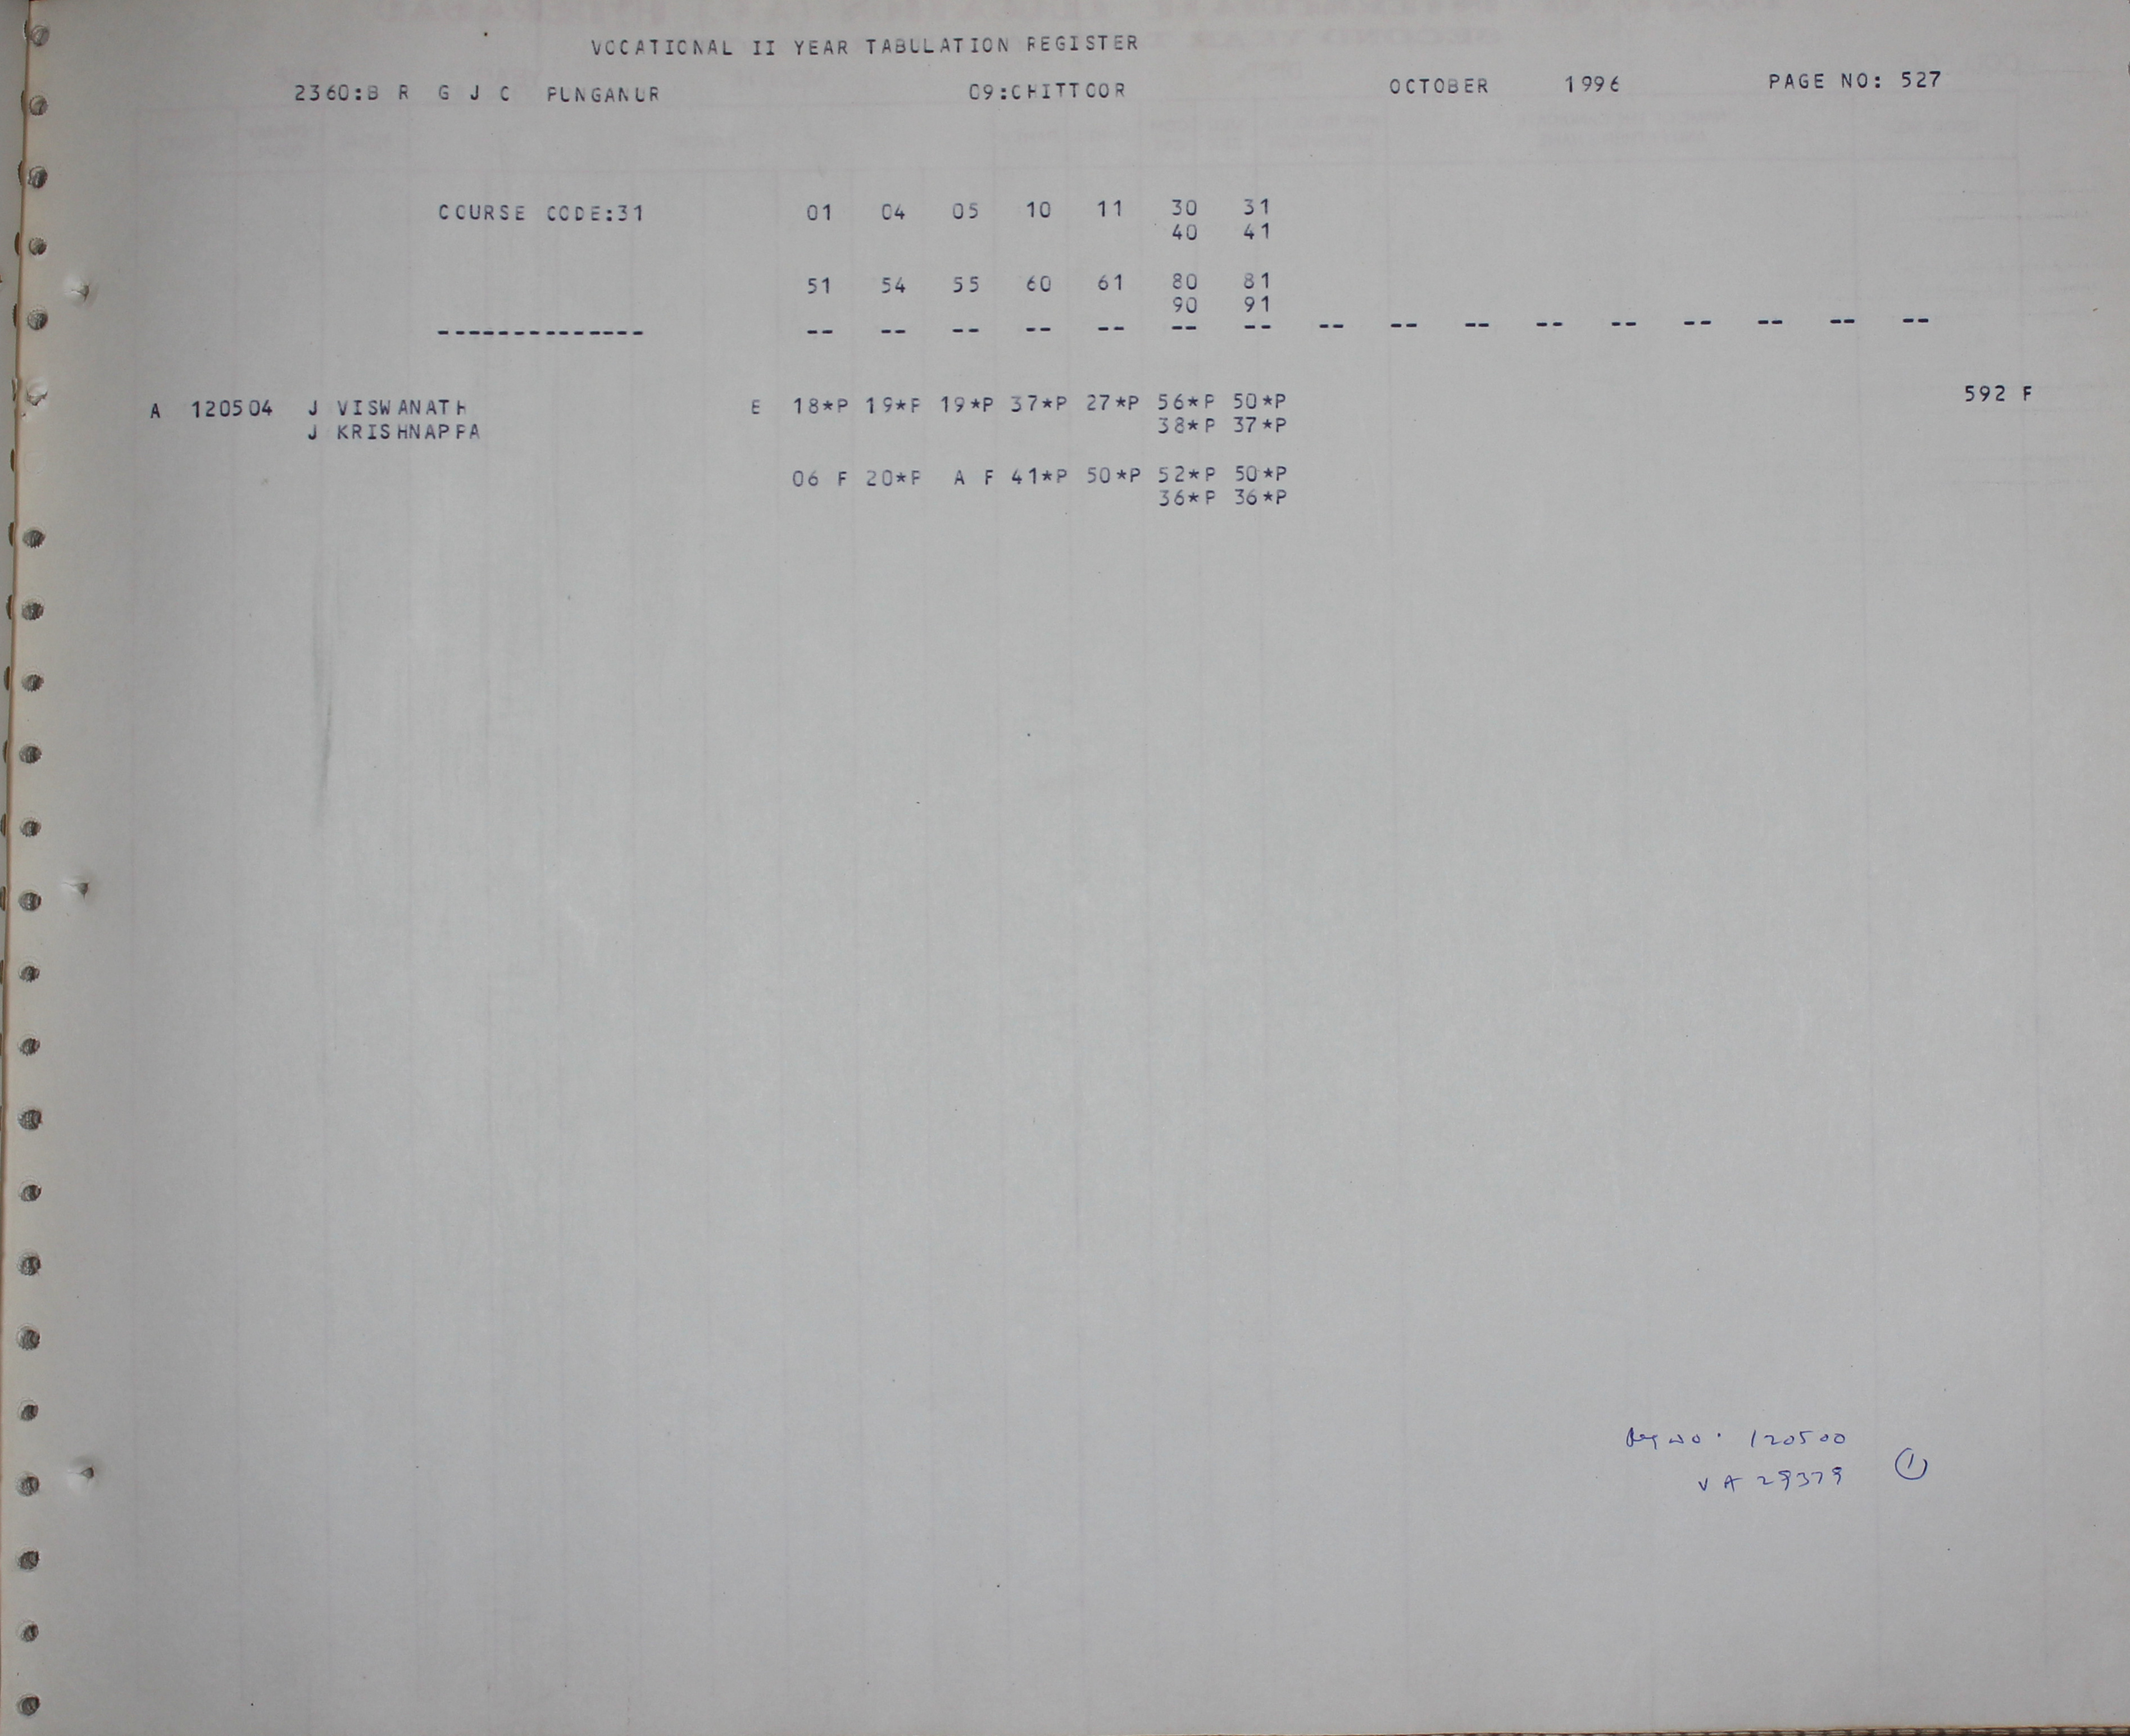 VOCATIONAL II YEAR TABULATION REGISTER
2360:B R G J C PUNGANUR 09:CHITTOOR OCTOBER 1996 PAGE NO: 527
COURSE CODE:31 01 04 05 10 11 30 31
40 41
51 54 55 60 61 80 81
90 91
-------------- -- -- -- -- -- -- -- -- -- -- -- -- -- -- -- --
A 120504 J VISWANATH E 18*P 19*P 19*P 37*P 27*P 56*P 50*P 592 F
J KRISHNAPPA 38*P 37*P
06 F 20*P A F 41*P 50*P 52*P 50*P
36*P 36*P
Reg no. 120500
VA 29379 1